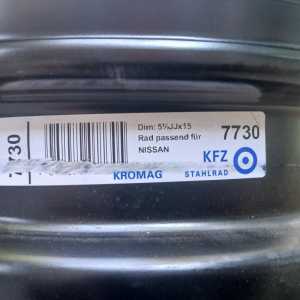 7730
Dim: 5½JJx15
Rad passend für
NISSAN
7730
KFZ
KROMAG
STAHLRAD